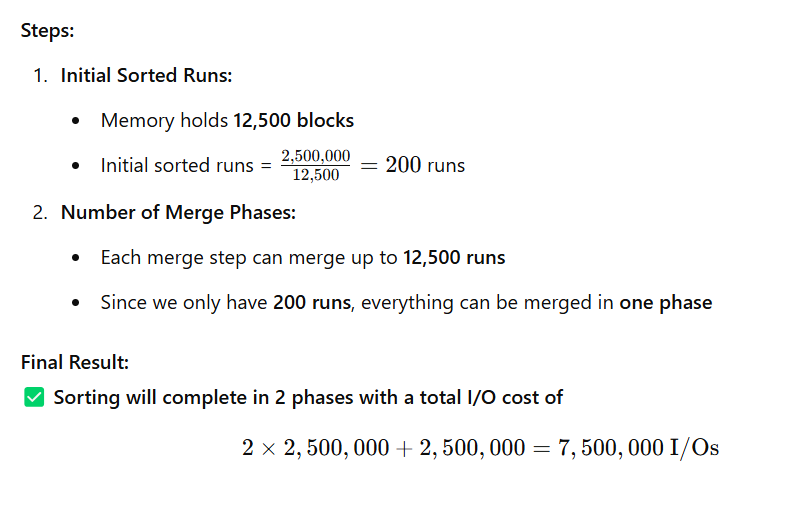 Steps:
1. Initial Sorted Runs:
• Memory holds 12,500 blocks
• Initial sorted runs = 2,500,000/12,500 = 200 runs
2. Number of Merge Phases:
• Each merge step can merge up to 12,500 runs
• Since we only have 200 runs, everything can be merged in one phase
Final Result:
✅ Sorting will complete in 2 phases with a total I/O cost of
2 × 2,500,000 + 2,500,000 = 7,500,000 I/Os